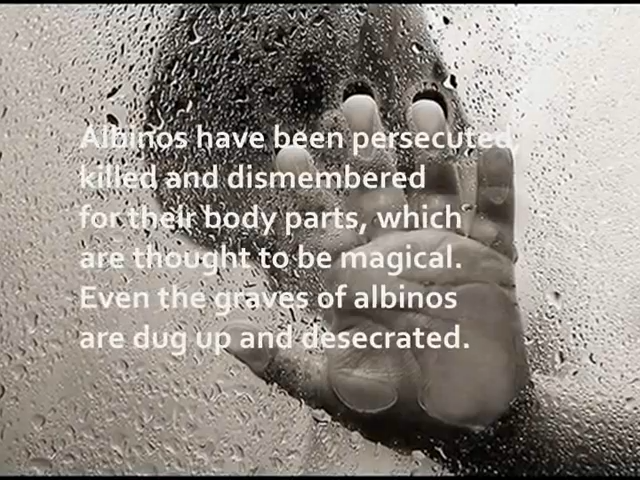 Albinos have been persecuted,
killed and dismembered
for their body parts, which
are thought to be magical.
Even the graves of albinos
are dug up and desecrated.